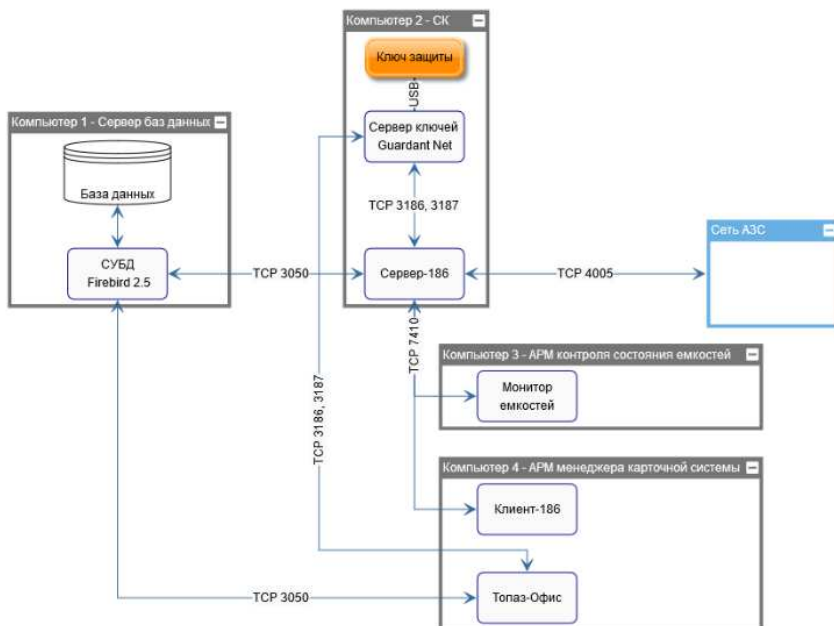 Компьютер 2 - СК
Ключ защиты
USB
Компьютер 1 - Сервер баз данных
Сервер ключей
Guardant Net
База данных
TCP 3186, 3187
Сеть АЗС
СУБД
Firebird 2.5
TCP 3050
Сервер-186
TCP 4005
TCP 7410
Компьютер 3 - АРМ контроля состояния емкостей
TCP 3186, 3187
Монитор
емкостей
Компьютер 4 - АРМ менеджера карточной системы
Клиент-186
TCP 3050
Топаз-Офис